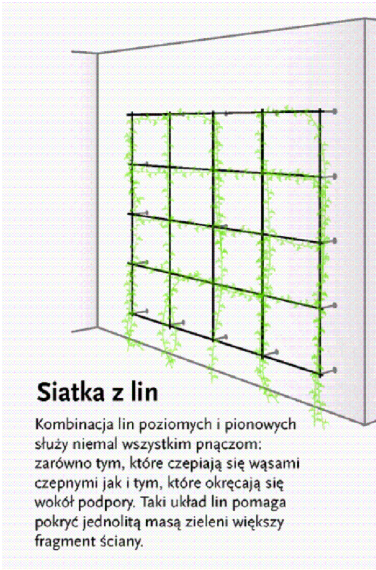 Siatka z lin
Kombinacja lin poziomych i pionowych
służy niemal wszystkim pnączom:
zarówno tym, które czepiają się wąsami
czepnymi jak i tym, które okręcają się
wokół podpory. Taki układ lin pomaga
pokryć jednolitą masą zieleni większy
fragment ściany.